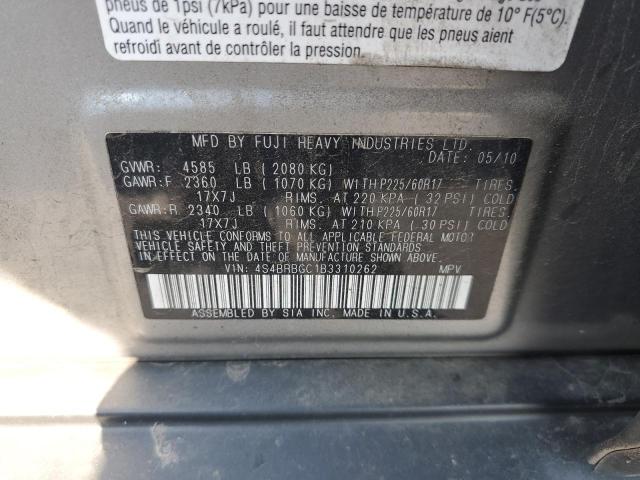 pneus de 1psi (7kPa) pour une baisse de température de 10° F(5°C).
Quand le véhicule a roulé, il faut attendre que les pneus aient
refroidi avant de contrôler la pression.
MFD BY FUJI HEAVY INDUSTRIES LTD.
DATE: 05/10
GVWR: 4585 LB (2080 KG)
GAWR:F 2360 LB (1070 KG) WITH P225/60R17 TIRES.
17X7J RIMS. AT 220 KPA (32 PSI) COLD
GAWR:R 2340 LB (1060 KG) WITH P225/60R17 TIRES.
17X7J RIMS. AT 210 KPA (30 PSI) COLD
THIS VEHICLE CONFORMS TO ALL APPLICABLE FEDERAL MOTOR
VEHICLE SAFETY AND THEFT PREVENTION STANDARDS
IN EFFECT ON THE DATE OF MANUFACTURE SHOWN ABOVE.
VIN: 4S4BRBGC1B3310262 MPV
ASSEMBLED BY SIA INC. IN U.S.A.